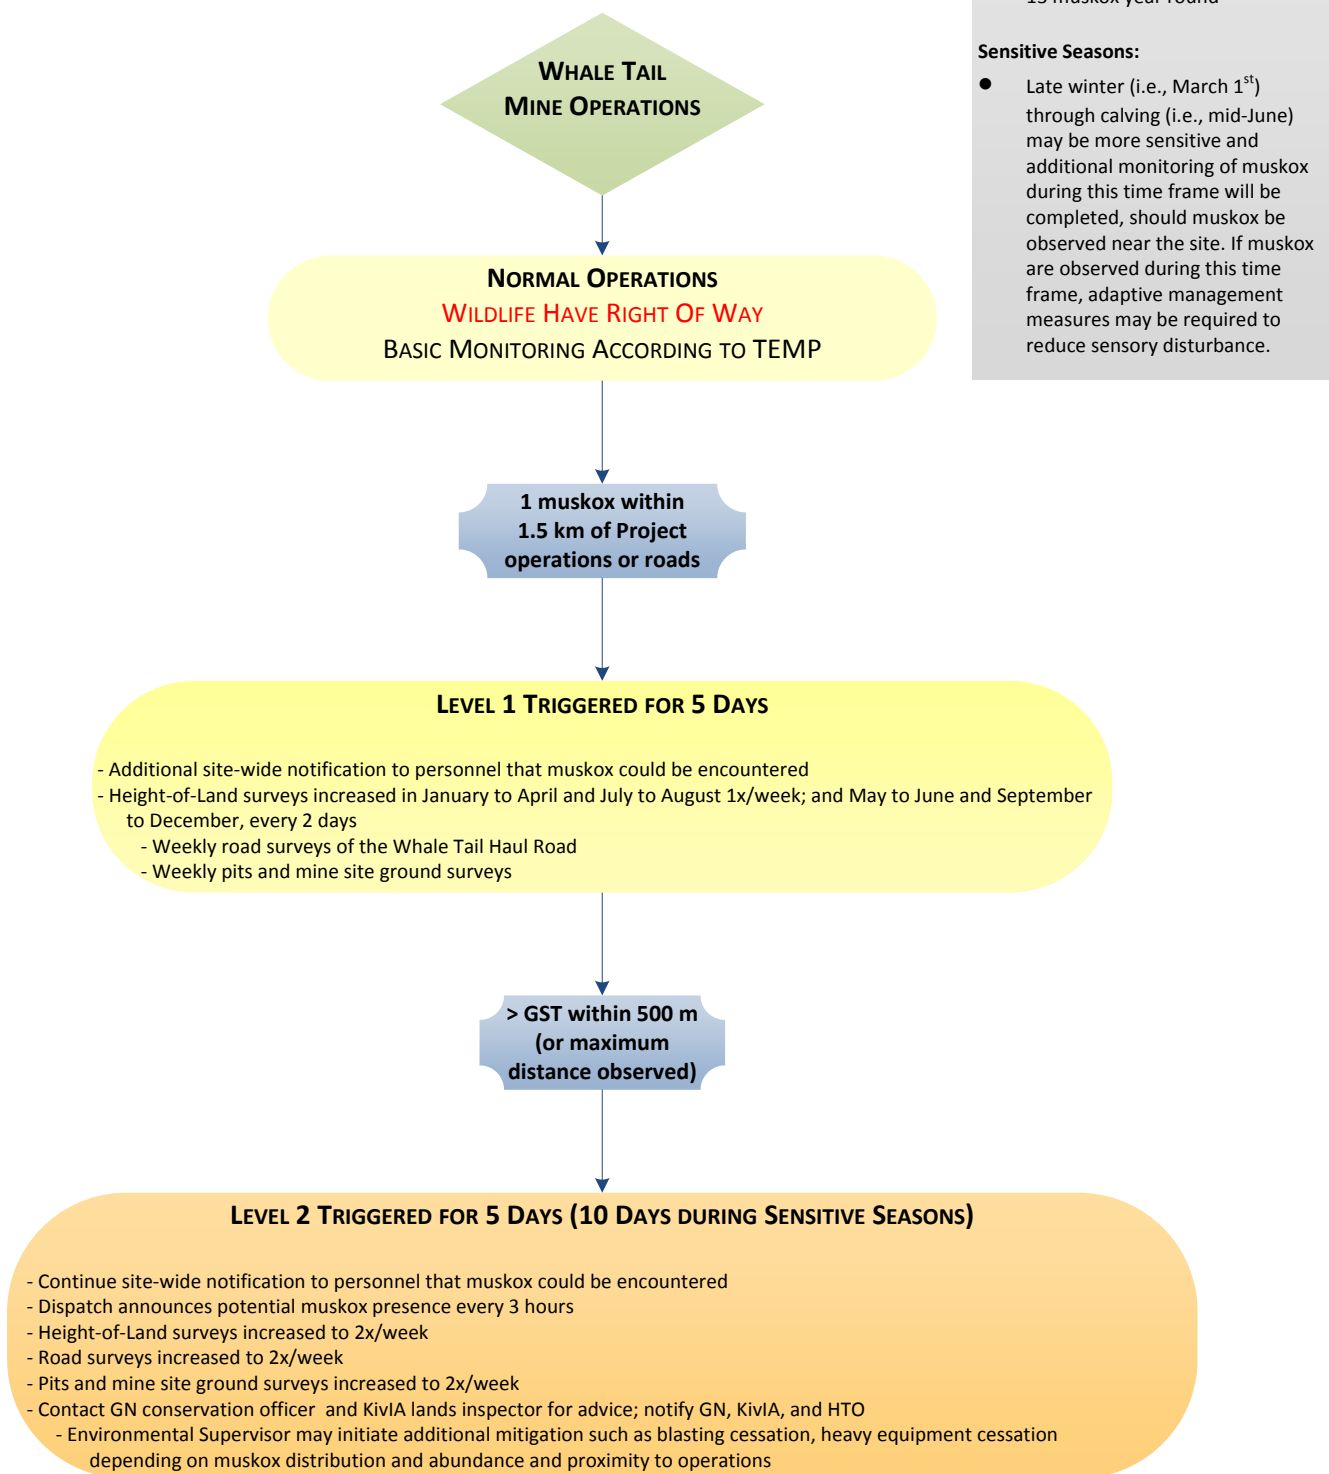 15 muskox year round
Sensitive Seasons:
● Late winter (i.e., March 1st)
through calving (i.e., mid-June)
may be more sensitive and
additional monitoring of muskox
during this time frame will be
completed, should muskox be
observed near the site. If muskox
are observed during this time
frame, adaptive management
measures may be required to
reduce sensory disturbance.
WHALE TAIL
MINE OPERATIONS
NORMAL OPERATIONS
WILDLIFE HAVE RIGHT OF WAY
BASIC MONITORING ACCORDING TO TEMP
1 muskox within
1.5 km of Project
operations or roads
LEVEL 1 TRIGGERED FOR 5 DAYS
- Additional site-wide notification to personnel that muskox could be encountered
- Height-of-Land surveys increased in January to April and July to August 1x/week; and May to June and September
to December, every 2 days
- Weekly road surveys of the Whale Tail Haul Road
- Weekly pits and mine site ground surveys
> GST within 500 m
(or maximum
distance observed)
LEVEL 2 TRIGGERED FOR 5 DAYS (10 DAYS DURING SENSITIVE SEASONS)
- Continue site-wide notification to personnel that muskox could be encountered
- Dispatch announces potential muskox presence every 3 hours
- Height-of-Land surveys increased to 2x/week
- Road surveys increased to 2x/week
- Pits and mine site ground surveys increased to 2x/week
- Contact GN conservation officer and KivIA lands inspector for advice; notify GN, KivIA, and HTO
- Environmental Supervisor may initiate additional mitigation such as blasting cessation, heavy equipment cessation
depending on muskox distribution and abundance and proximity to operations